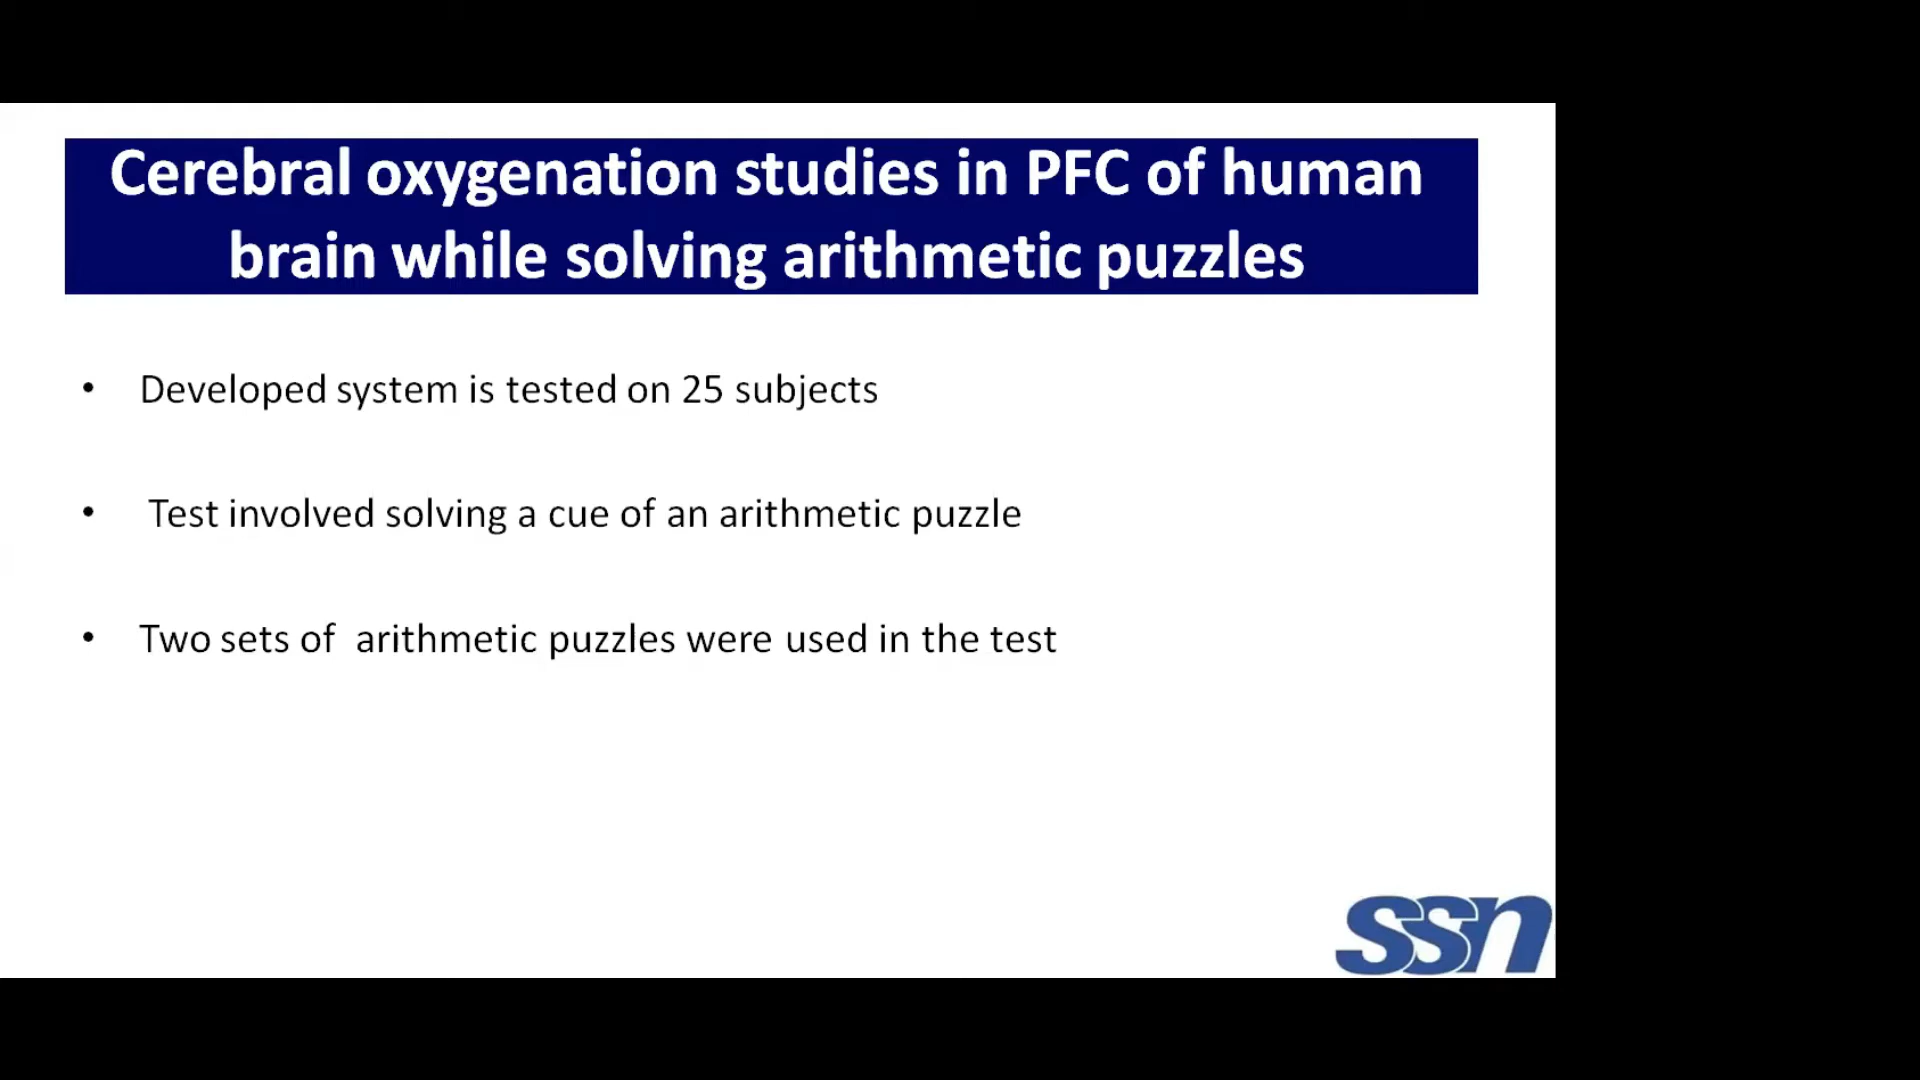 Cerebral oxygenation studies in PFC of human
brain while solving arithmetic puzzles
• Developed system is tested on 25 subjects
• Test involved solving a cue of an arithmetic puzzle
• Two sets of arithmetic puzzles were used in the test
ssn